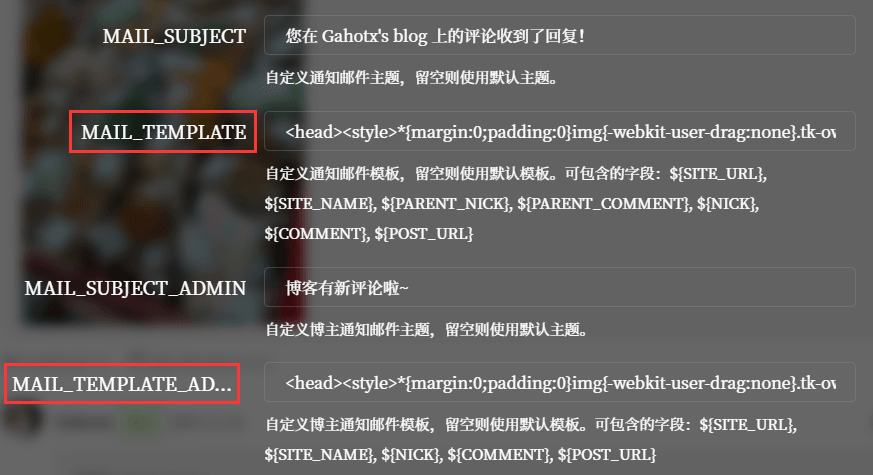 MAIL_SUBJECT
您在 Gahotx's blog 上的评论收到了回复！
自定义通知邮件主题，留空则使用默认主题。
MAIL_TEMPLATE
<head><style>*{margin:0;padding:0}img{-webkit-user-drag:none}.tk-ov
自定义通知邮件模板，留空则使用默认模板。可包含的字段：${SITE_URL},
${SITE_NAME}, ${PARENT_NICK}, ${PARENT_COMMENT}, ${NICK},
${COMMENT}, ${POST_URL}
MAIL_SUBJECT_ADMIN
博客有新评论啦~
自定义博主通知邮件主题，留空则使用默认主题。
MAIL_TEMPLATE_AD...
<head><style>*{margin:0;padding:0}img{-webkit-user-drag:none}.tk-ov
自定义博主通知邮件模板，留空则使用默认模板。可包含的字段：${SITE_URL},
${SITE_NAME}, ${NICK}, ${COMMENT}, ${POST_URL}